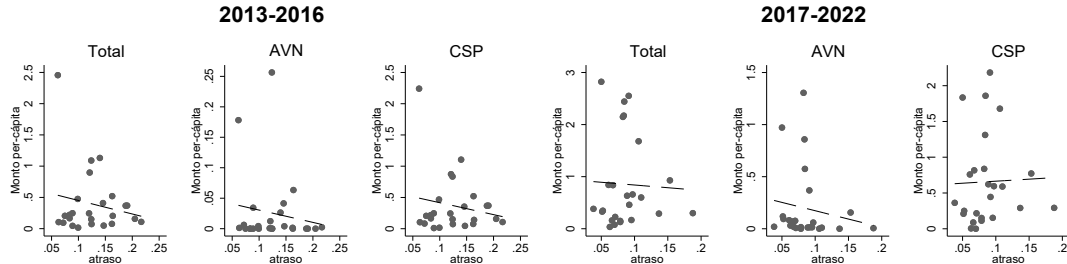 2013-2016
2017-2022
Total
AVN
CSP
Total
AVN
CSP
Monto per-cápita
0 .5 1 1.5 2 2.5
.05 .1 .15 .2 .25
atraso
Monto per-cápita
0 .05 .1 .15 .2 .25
.05 .1 .15 .2 .25
atraso
Monto per-cápita
0 .5 1 1.5 2 2.5
.05 .1 .15 .2 .25
atraso
Monto per-cápita
0 1 2 3
.05 .1 .15 .2
atraso
Monto per-cápita
0 .5 1 1.5
.05 .1 .15 .2
atraso
Monto per-cápita
0 .5 1 1.5 2
.05 .1 .15 .2
atraso